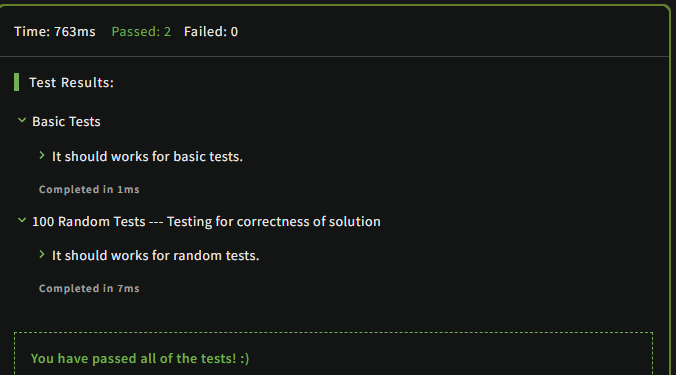 Time: 763ms Passed: 2 Failed: 0
Test Results:
Basic Tests
It should works for basic tests.
Completed in 1ms
100 Random Tests --- Testing for correctness of solution
It should works for random tests.
Completed in 7ms
You have passed all of the tests! :)